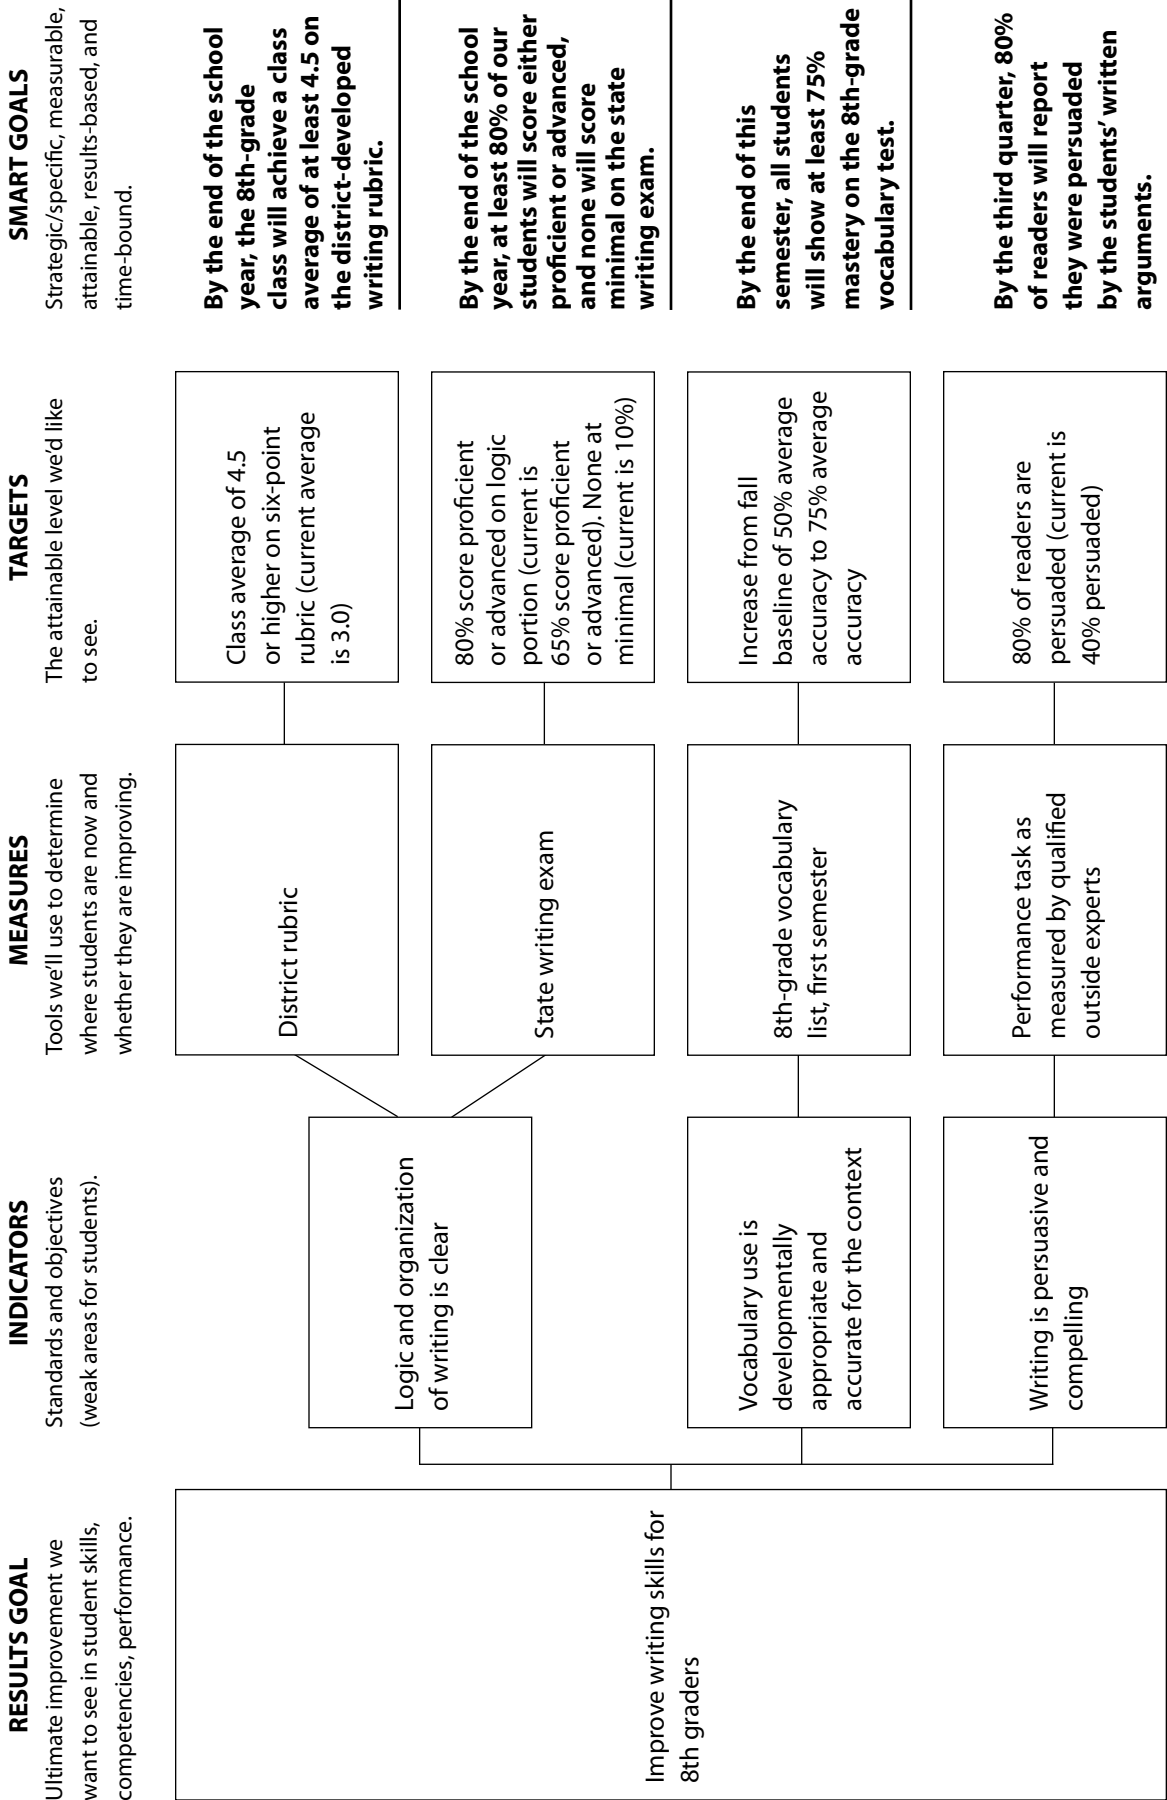 RESULTS GOAL
Ultimate improvement we
want to see in student skills,
competencies, performance.
Improve writing skills for
8th graders
INDICATORS
Standards and objectives
(weak areas for students).
Logic and organization
of writing is clear
Vocabulary use is
developmentally
appropriate and
accurate for the context
Writing is persuasive and
compelling
MEASURES
Tools we’ll use to determine
where students are now and
whether they are improving.
District rubric
State writing exam
8th-grade vocabulary
list, first semester
Performance task as
measured by qualified
outside experts
TARGETS
The attainable level we’d like
to see.
Class average of 4.5
or higher on six-point
rubric (current average
is 3.0)
80% score proficient
or advanced on logic
portion (current is
65% score proficient
or advanced). None at
minimal (current is 10%)
Increase from fall
baseline of 50% average
accuracy to 75% average
accuracy
80% of readers are
persuaded (current is
40% persuaded)
SMART GOALS
Strategic/specific, measurable,
attainable, results-based, and
time-bound.
By the end of the school
year, the 8th-grade
class will achieve a class
average of at least 4.5 on
the district-developed
writing rubric.
By the end of the school
year, at least 80% of our
students will score either
proficient or advanced,
and none will score
minimal on the state
writing exam.
By the end of this
semester, all students
will show at least 75%
mastery on the 8th-grade
vocabulary test.
By the third quarter, 80%
of readers will report
they were persuaded
by the students’ written
arguments.